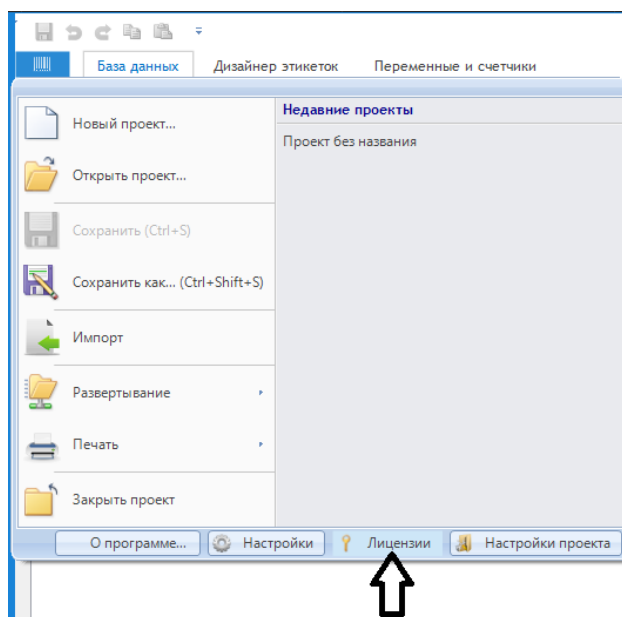 База данных Дизайнер этикеток Переменные и счетчики
Новый проект...
Открыть проект...
Сохранить (Ctrl+S)
Сохранить как... (Ctrl+Shift+S)
Импорт
Развертывание
Печать
Закрыть проект
Недавние проекты
Проект без названия
О программе... Настройки Лицензии Настройки проекта